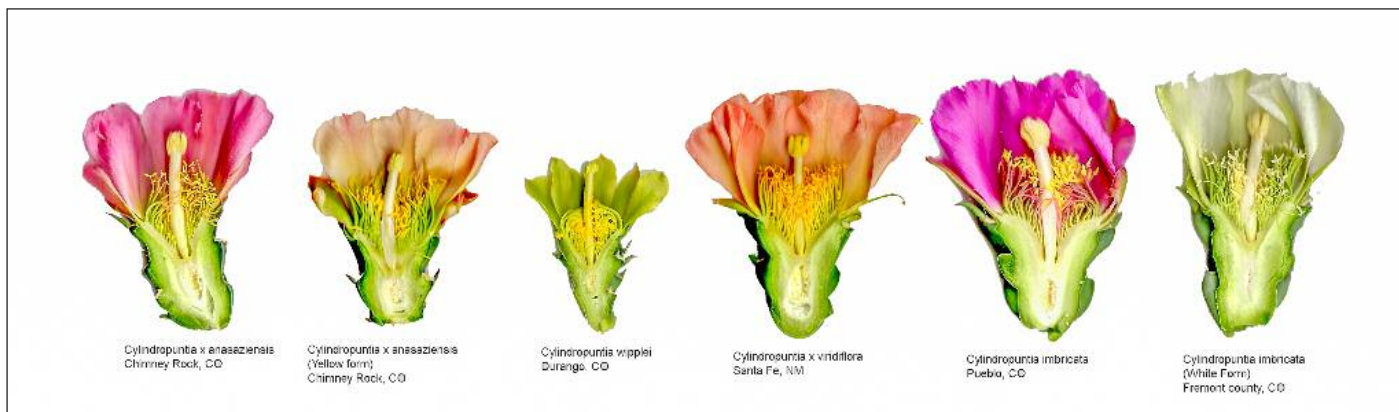 Cylindropuntia x anasaziensis
Chimney Rock, CO
Cylindropuntia x anasaziensis
(Yellow form)
Chimney Rock, CO
Cylindropuntia wipplei
Durango, CO
Cylindropuntia x viridiflora
Santa Fe, NM
Cylindropuntia imbricata
Pueblo, CO
Cylindropuntia imbricata
(White Form)
Fremont county, CO